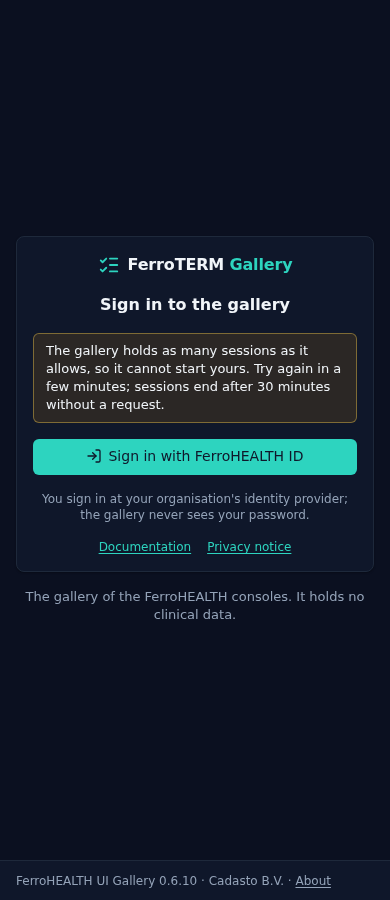 FerroTERM Gallery
Sign in to the gallery
The gallery holds as many sessions as it
allows, so it cannot start yours. Try again in a
few minutes; sessions end after 30 minutes
without a request.
Sign in with FerroHEALTH ID
You sign in at your organisation's identity provider;
the gallery never sees your password.
Documentation Privacy notice
The gallery of the FerroHEALTH consoles. It holds no
clinical data.
FerroHEALTH UI Gallery 0.6.10 · Cadasto B.V. · About